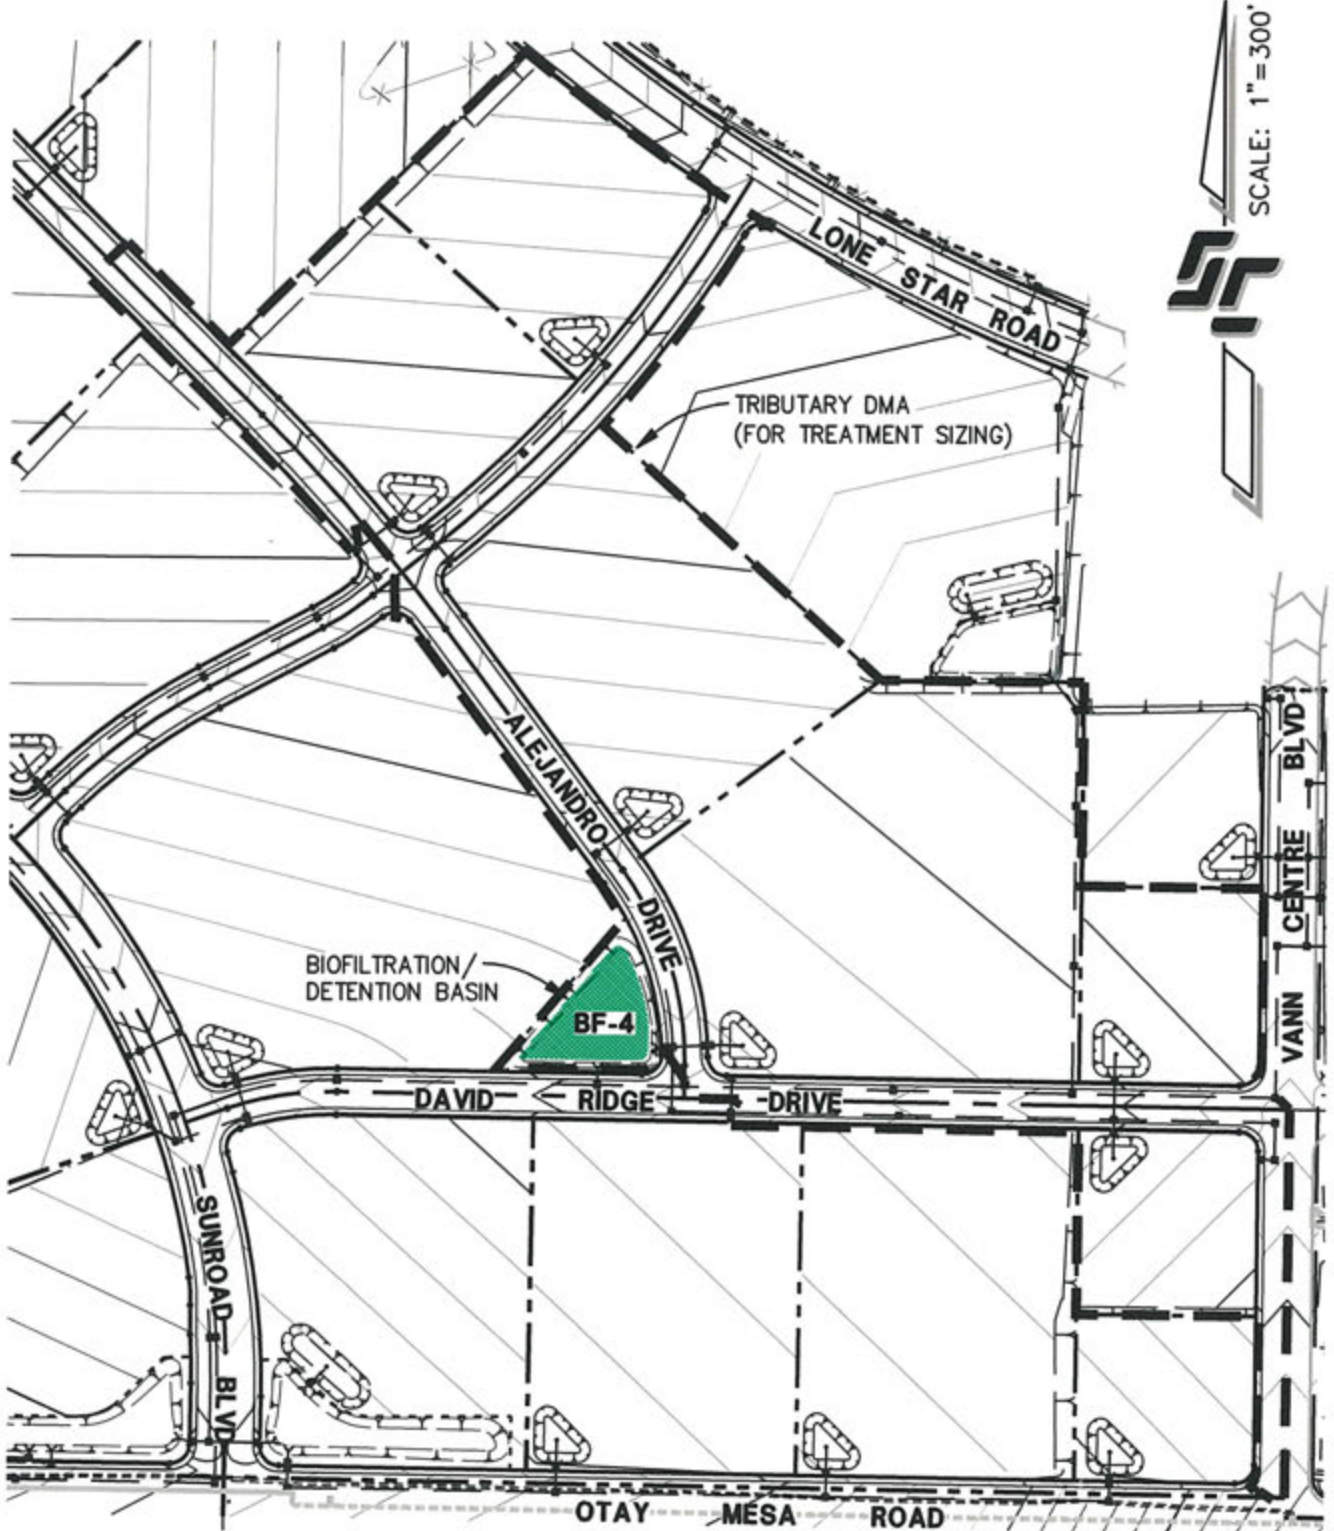 SCALE: 1"=300'
LONE STAR ROAD
TRIBUTARY DMA
(FOR TREATMENT SIZING)
ALEJANDRO DRIVE
VANN CENTRE BLVD
BIOFILTRATION/
DETENTION BASIN
BF-4
DAVID RIDGE DRIVE
SUNROAD BLVD
OTAY MESA ROAD